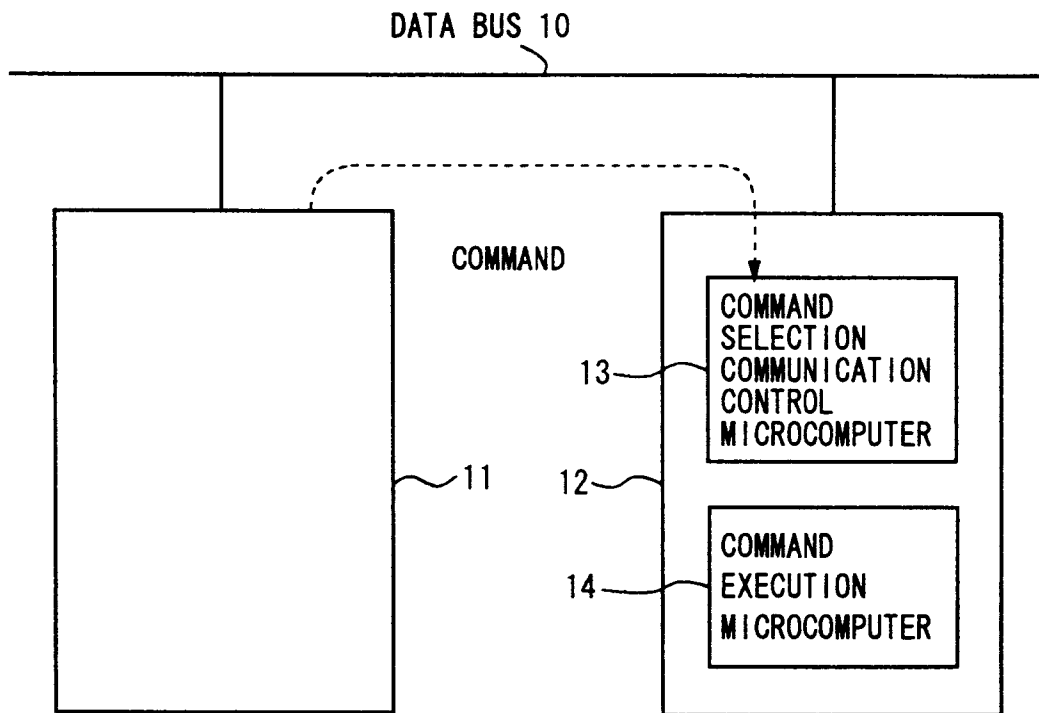 DATA BUS 10
COMMAND
COMMAND
SELECTION
COMMUNICATION
CONTROL
MICROCOMPUTER
13
11
12
COMMAND
EXECUTION
MICROCOMPUTER
14